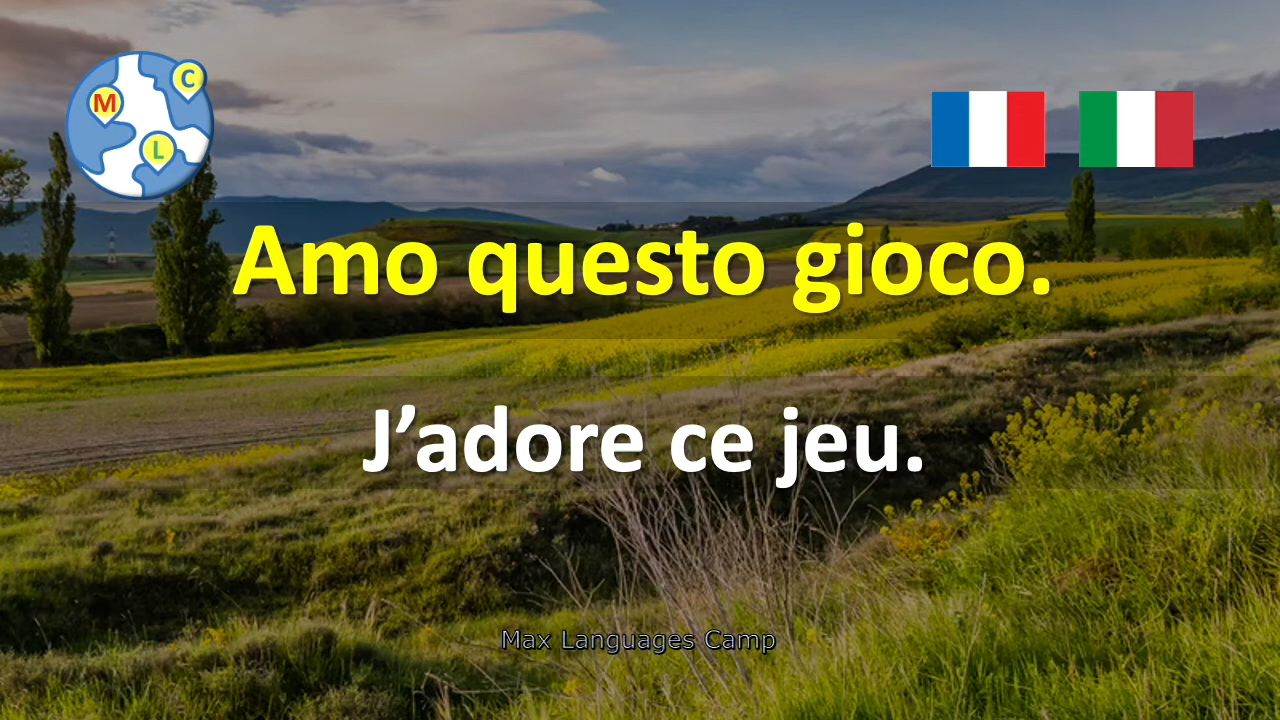 M
C
L
Amo questo gioco.
J’adore ce jeu.
Max Languages Camp